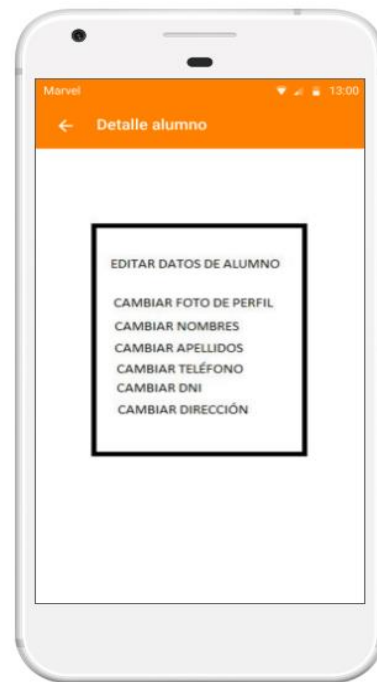 Marvel 13:00
Detalle alumno
EDITAR DATOS DE ALUMNO
CAMBIAR FOTO DE PERFIL
CAMBIAR NOMBRES
CAMBIAR APELLIDOS
CAMBIAR TELÉFONO
CAMBIAR DNI
CAMBIAR DIRECCIÓN